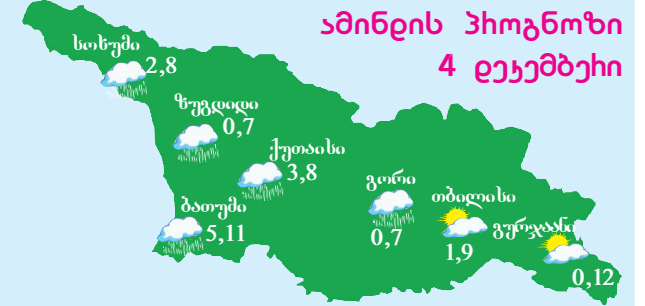 ამინდის პროგნოზი
4 დეკემბერი
სოხუმი
2,8
ზუგდიდი
0,7
ქუთაისი
3,8
გორი
0,7
თბილისი
1,9
ბათუმი
5,11
გურჯაანი
0,12